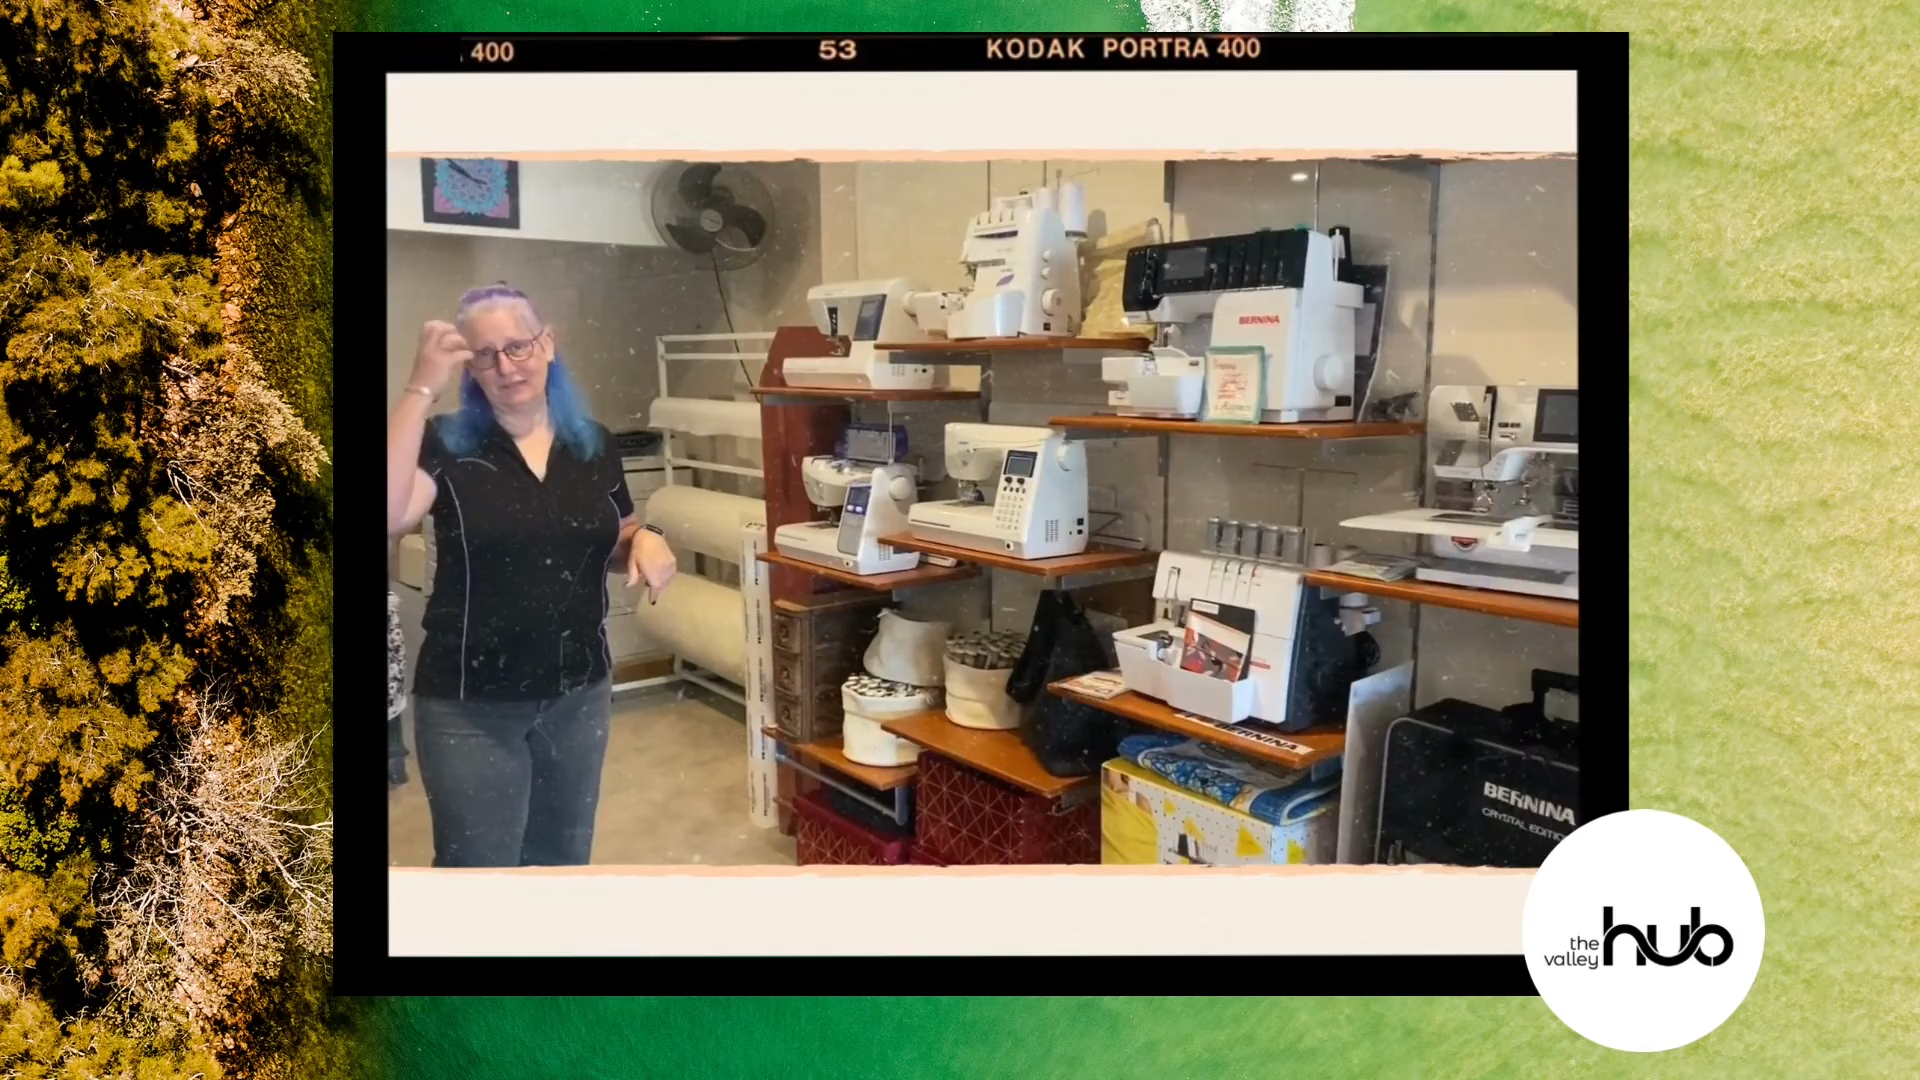 400
53
KODAK PORTRA 400
BERNINA
BERNINA
BERNINA
CRYSTAL EDITION
the
valley
hub